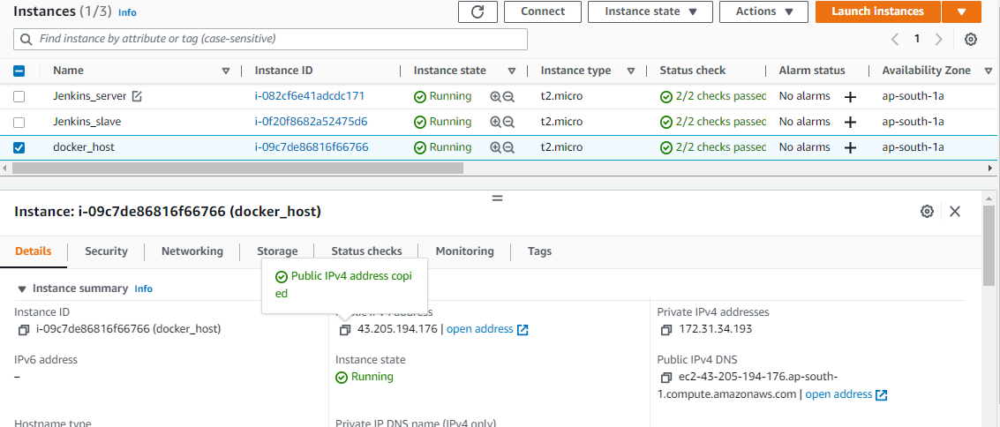 Instances (1/3) Info
Connect
Instance state
Actions
Launch instances
Find instance by attribute or tag (case-sensitive)
1
Name Instance ID Instance state Instance type Status check Alarm status Availability Zone
Jenkins_server i-082cf6e41adcdc171 Running t2.micro 2/2 checks passed No alarms + ap-south-1a
Jenkins_slave i-0f20f8682a52475d6 Running t2.micro 2/2 checks passed No alarms + ap-south-1a
docker_host i-09c7de86816f66766 Running t2.micro 2/2 checks passed No alarms + ap-south-1a
Instance: i-09c7de86816f66766 (docker_host)
Details Security Networking Storage Status checks Monitoring Tags
Public IPv4 address copi
ed
Instance summary Info
Instance ID
i-09c7de86816f66766 (docker_host)
Public IPv4 address
43.205.194.176 | open address
Private IPv4 addresses
172.31.34.193
IPv6 address
–
Instance state
Running
Public IPv4 DNS
ec2-43-205-194-176.ap-south-
1.compute.amazonaws.com | open address
Hostname type
Private IP DNS name (IPv4 only)